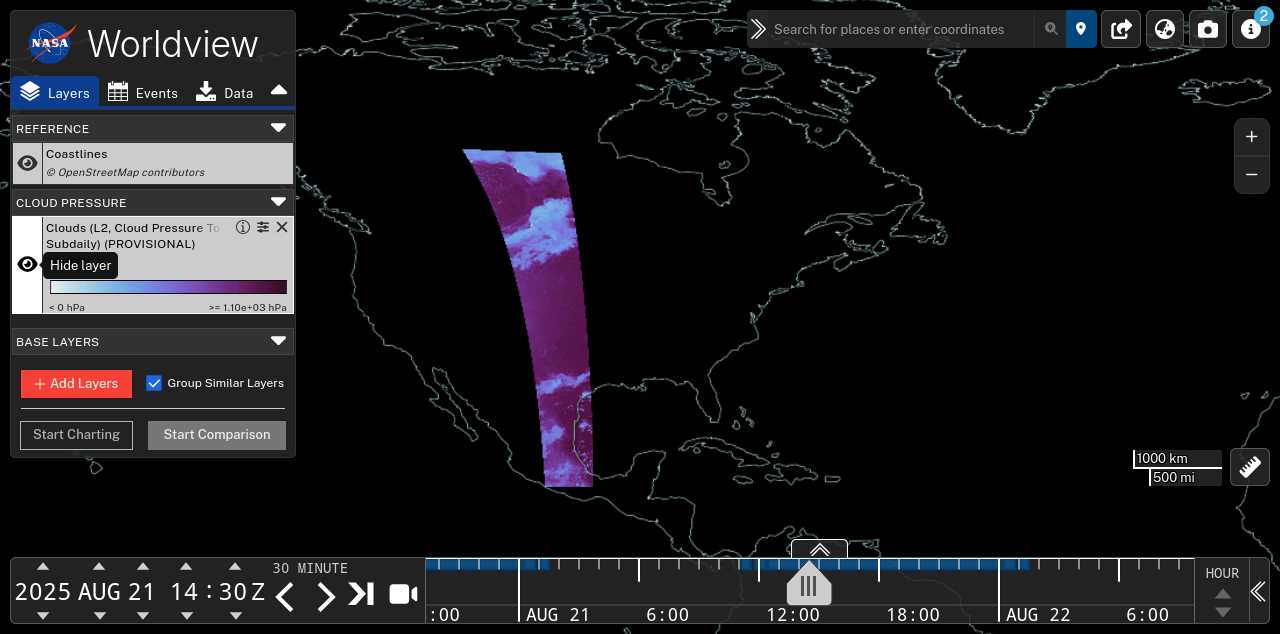 NASA Worldview
Search for places or enter coordinates
2
Layers
Events
Data
REFERENCE
Coastlines
© OpenStreetMap contributors
CLOUD PRESSURE
Clouds (L2, Cloud Pressure To
Subdaily) (PROVISIONAL)
Hide layer
< 0 hPa
>= 1.10e+03 hPa
BASE LAYERS
+ Add Layers
Group Similar Layers
Start Charting
Start Comparison
+
−
1000 km
500 mi
2025 AUG 21 14 : 30 Z
30 MINUTE
:00
AUG 21
6:00
12:00
18:00
AUG 22
6:00
HOUR